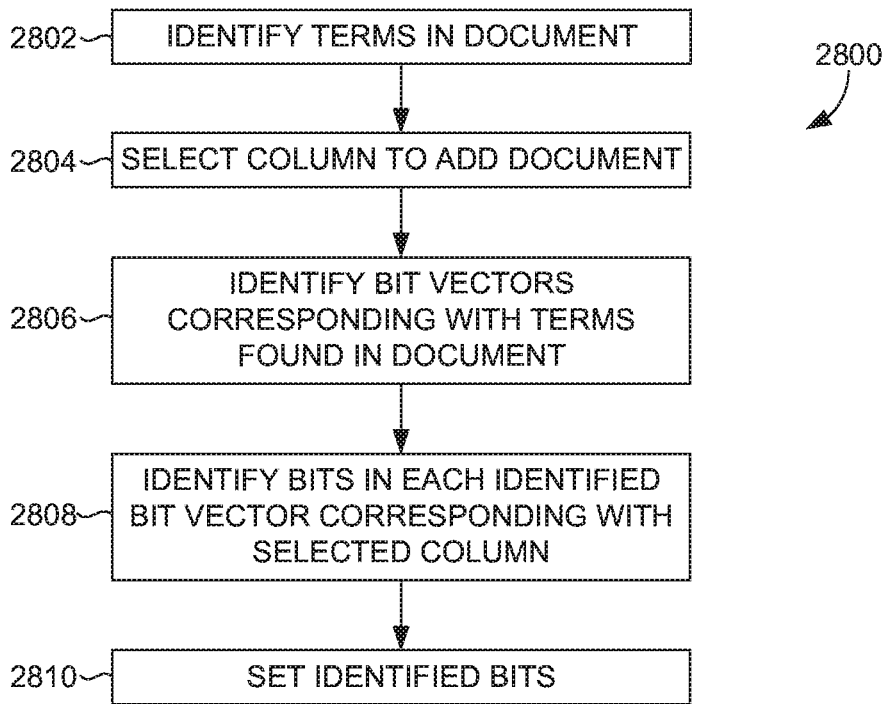 2802
IDENTIFY TERMS IN DOCUMENT
2800
2804
SELECT COLUMN TO ADD DOCUMENT
2806
IDENTIFY BIT VECTORS
CORRESPONDING WITH TERMS
FOUND IN DOCUMENT
2808
IDENTIFY BITS IN EACH IDENTIFIED
BIT VECTOR CORRESPONDING WITH
SELECTED COLUMN
2810
SET IDENTIFIED BITS